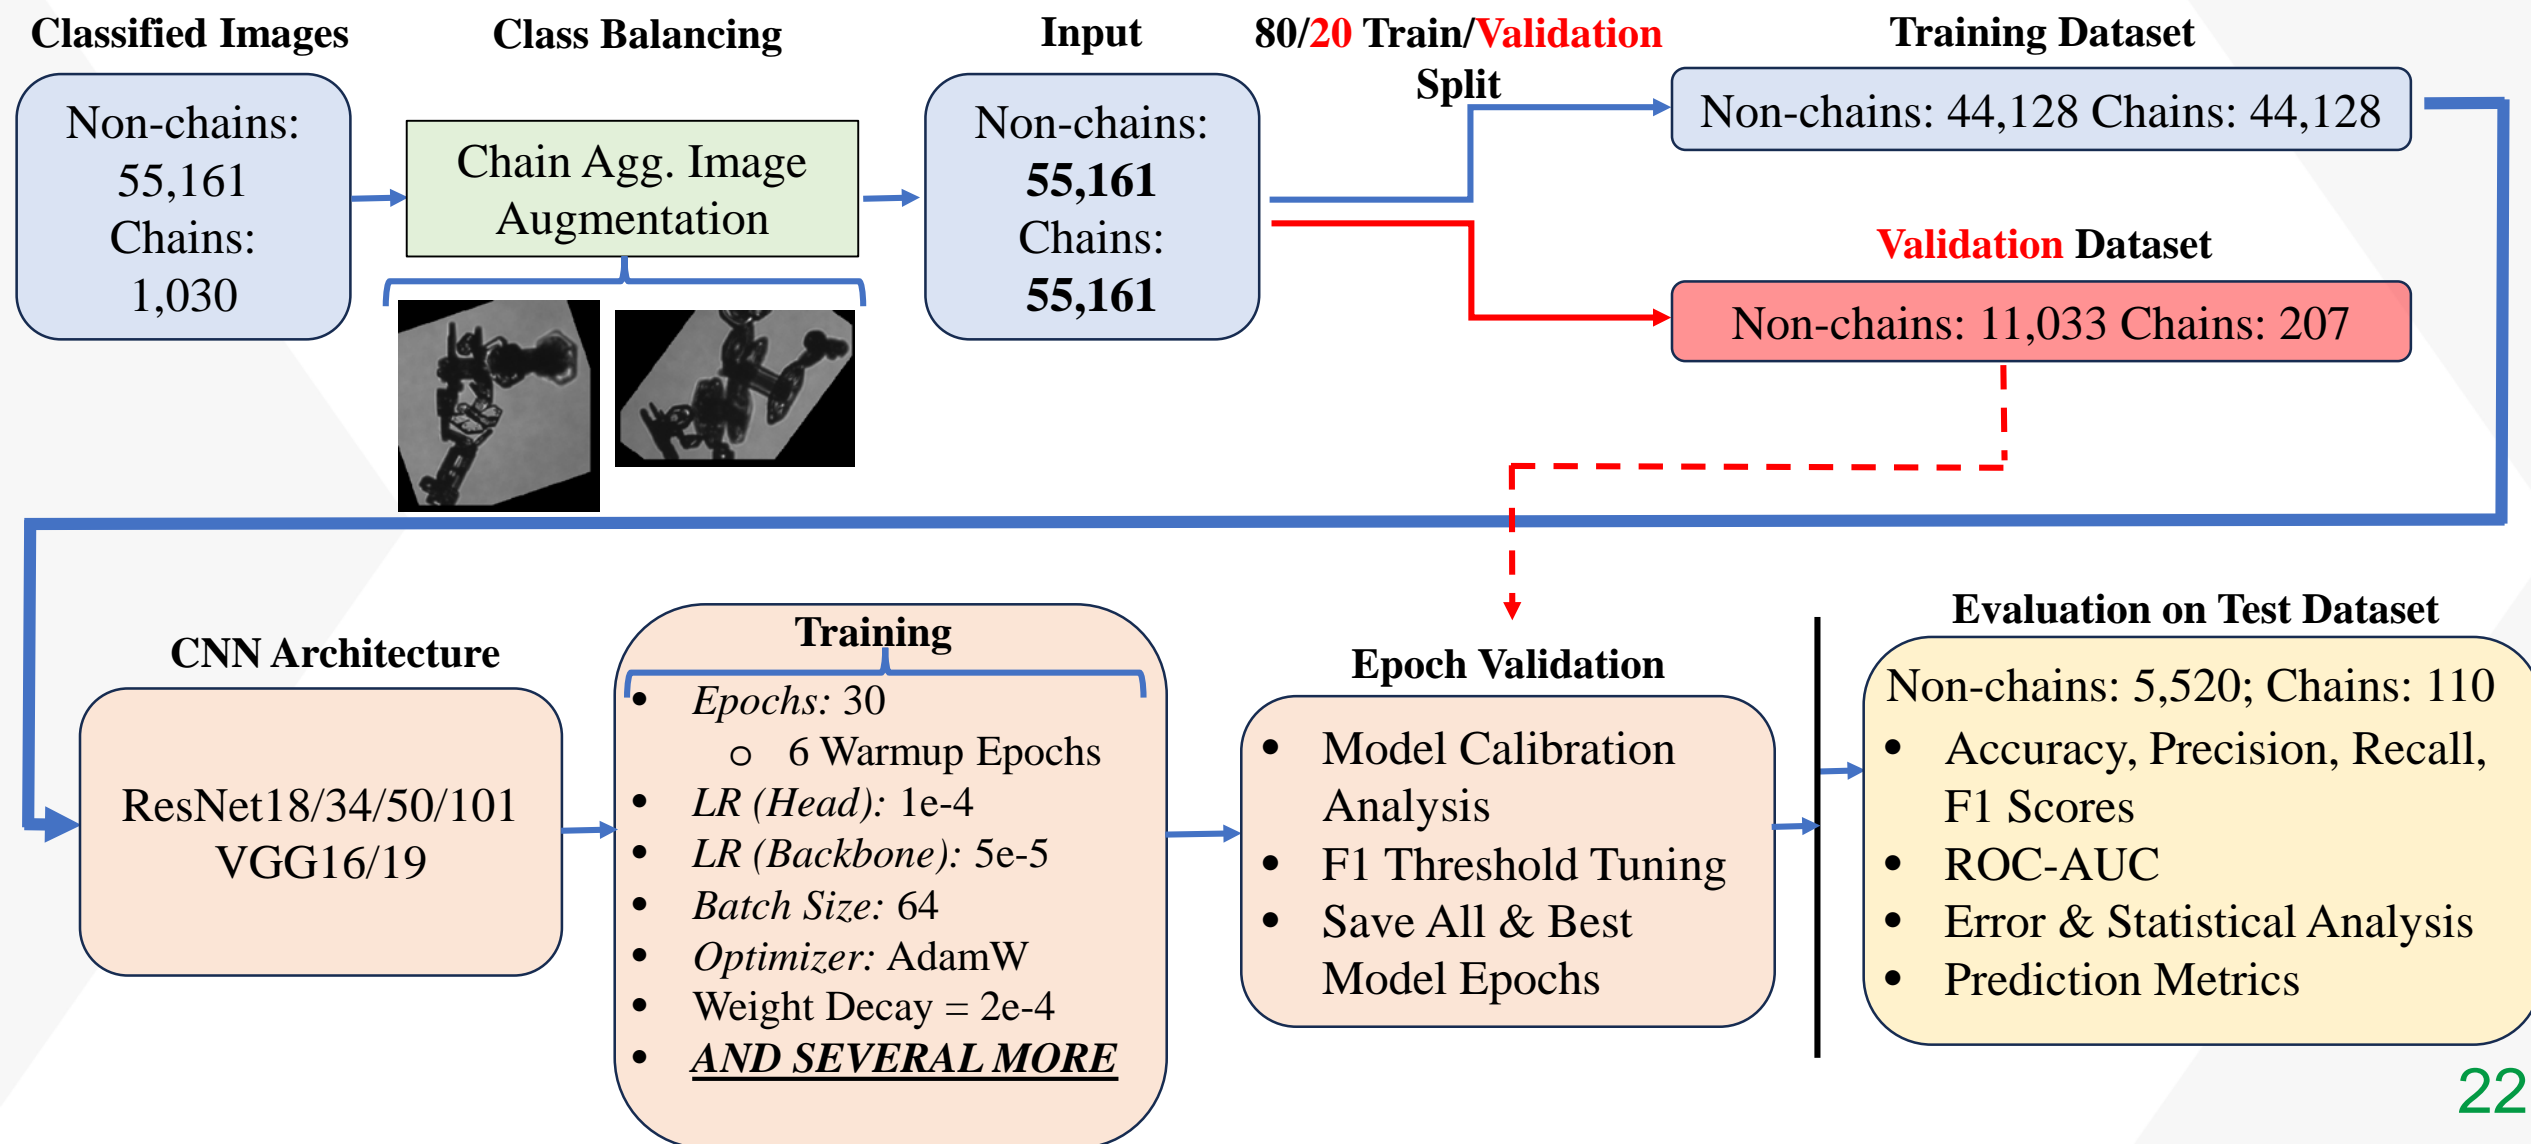 Classified Images
Non-chains:
55,161
Chains:
1,030
Class Balancing
Chain Agg. Image
Augmentation
Input
Non-chains:
55,161
Chains:
55,161
80/20 Train/Validation
Split
Training Dataset
Non-chains: 44,128 Chains: 44,128
Validation Dataset
Non-chains: 11,033 Chains: 207
CNN Architecture
ResNet18/34/50/101
VGG16/19
Training
• Epochs: 30
o 6 Warmup Epochs
• LR (Head): 1e-4
• LR (Backbone): 5e-5
• Batch Size: 64
• Optimizer: AdamW
• Weight Decay = 2e-4
• AND SEVERAL MORE
Epoch Validation
• Model Calibration
Analysis
• F1 Threshold Tuning
• Save All & Best
Model Epochs
Evaluation on Test Dataset
Non-chains: 5,520; Chains: 110
• Accuracy, Precision, Recall,
F1 Scores
• ROC-AUC
• Error & Statistical Analysis
• Prediction Metrics
22